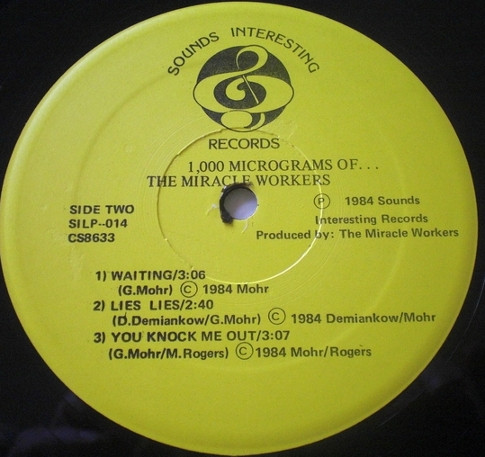 SOUNDS INTERESTING
RECORDS
1,000 MICROGRAMS OF...
THE MIRACLE WORKERS
SIDE TWO
SILP--014
CS8633
Ⓟ 1984 Sounds
Interesting Records
Produced by: The Miracle Workers
1) WAITING/3:06
(G.Mohr) © 1984 Mohr
2) LIES LIES/2:40
(D.Demiankow/G.Mohr) © 1984 Demiankow/Mohr
3) YOU KNOCK ME OUT/3:07
(G.Mohr/M.Rogers) © 1984 Mohr/Rogers